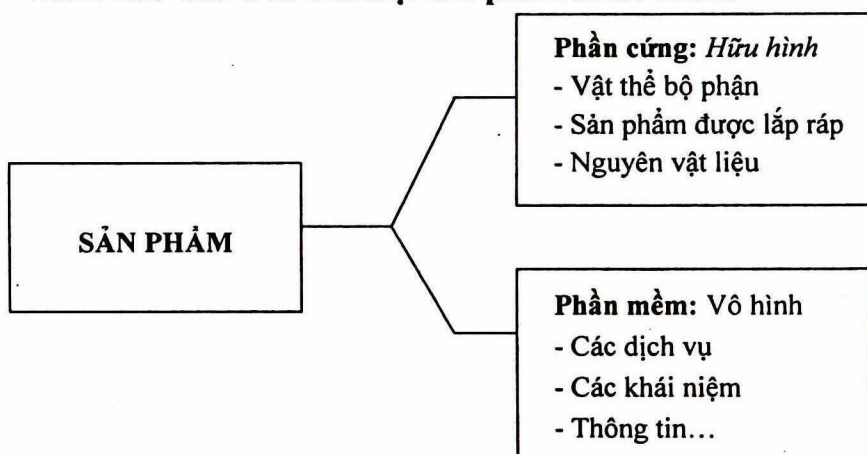 SẢN PHẨM
Phần cứng: Hữu hình
- Vật thể bộ phận
- Sản phẩm được lắp ráp
- Nguyên vật liệu
Phần mềm: Vô hình
- Các dịch vụ
- Các khái niệm
- Thông tin...